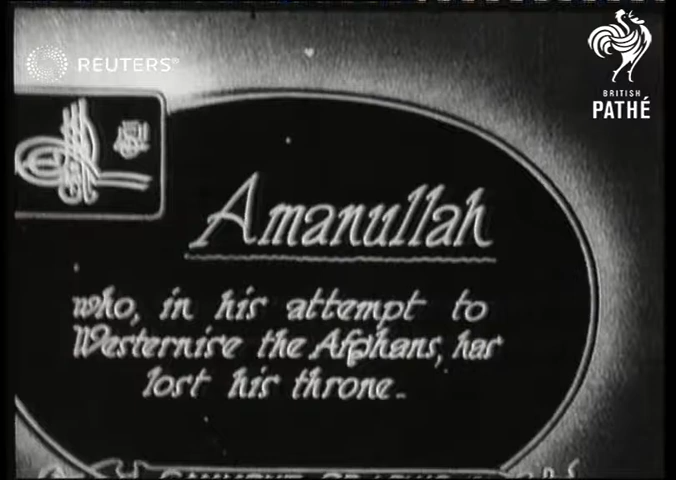 REUTERS®
BRITISH
PATHÉ
Amanullah
who, in his attempt to
Westernise the Afghans, has
lost his throne.